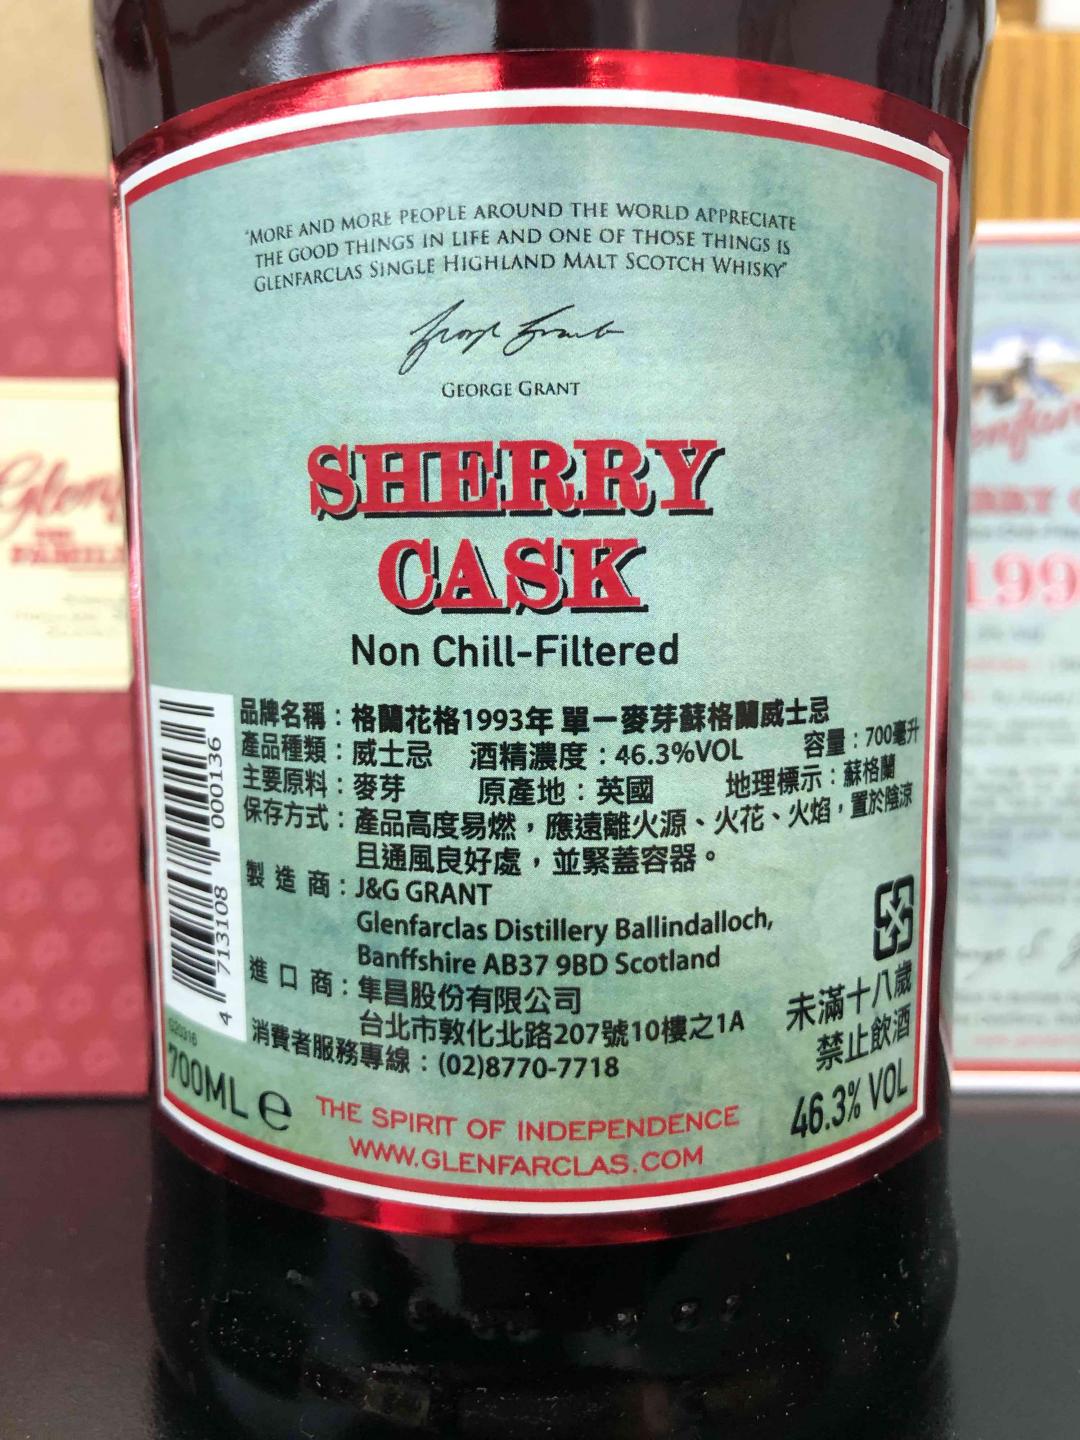 "MORE AND MORE PEOPLE AROUND THE WORLD APPRECIATE
THE GOOD THINGS IN LIFE AND ONE OF THOSE THINGS IS
GLENFARCLAS SINGLE HIGHLAND MALT SCOTCH WHISKY"
George Grant
GEORGE GRANT
SHERRY
CASK
Non Chill-Filtered
品牌名稱：格蘭花格1993年 單一麥芽蘇格蘭威士忌
產品種類：威士忌 酒精濃度：46.3%VOL 容量：700毫升
主要原料：麥芽 原產地：英國 地理標示：蘇格蘭
保存方式：產品高度易燃，應遠離火源、火花、火焰，置於陰涼
且通風良好處，並緊蓋容器。
製造商：J&G GRANT
Glenfarclas Distillery Ballindalloch,
Banffshire AB37 9BD Scotland
進口商：隼昌股份有限公司
台北市敦化北路207號10樓之1A
消費者服務專線：(02)8770-7718
未滿十八歲
禁止飲酒
4 713108 000136
700ML e
46.3% VOL
THE SPIRIT OF INDEPENDENCE
WWW.GLENFARCLAS.COM